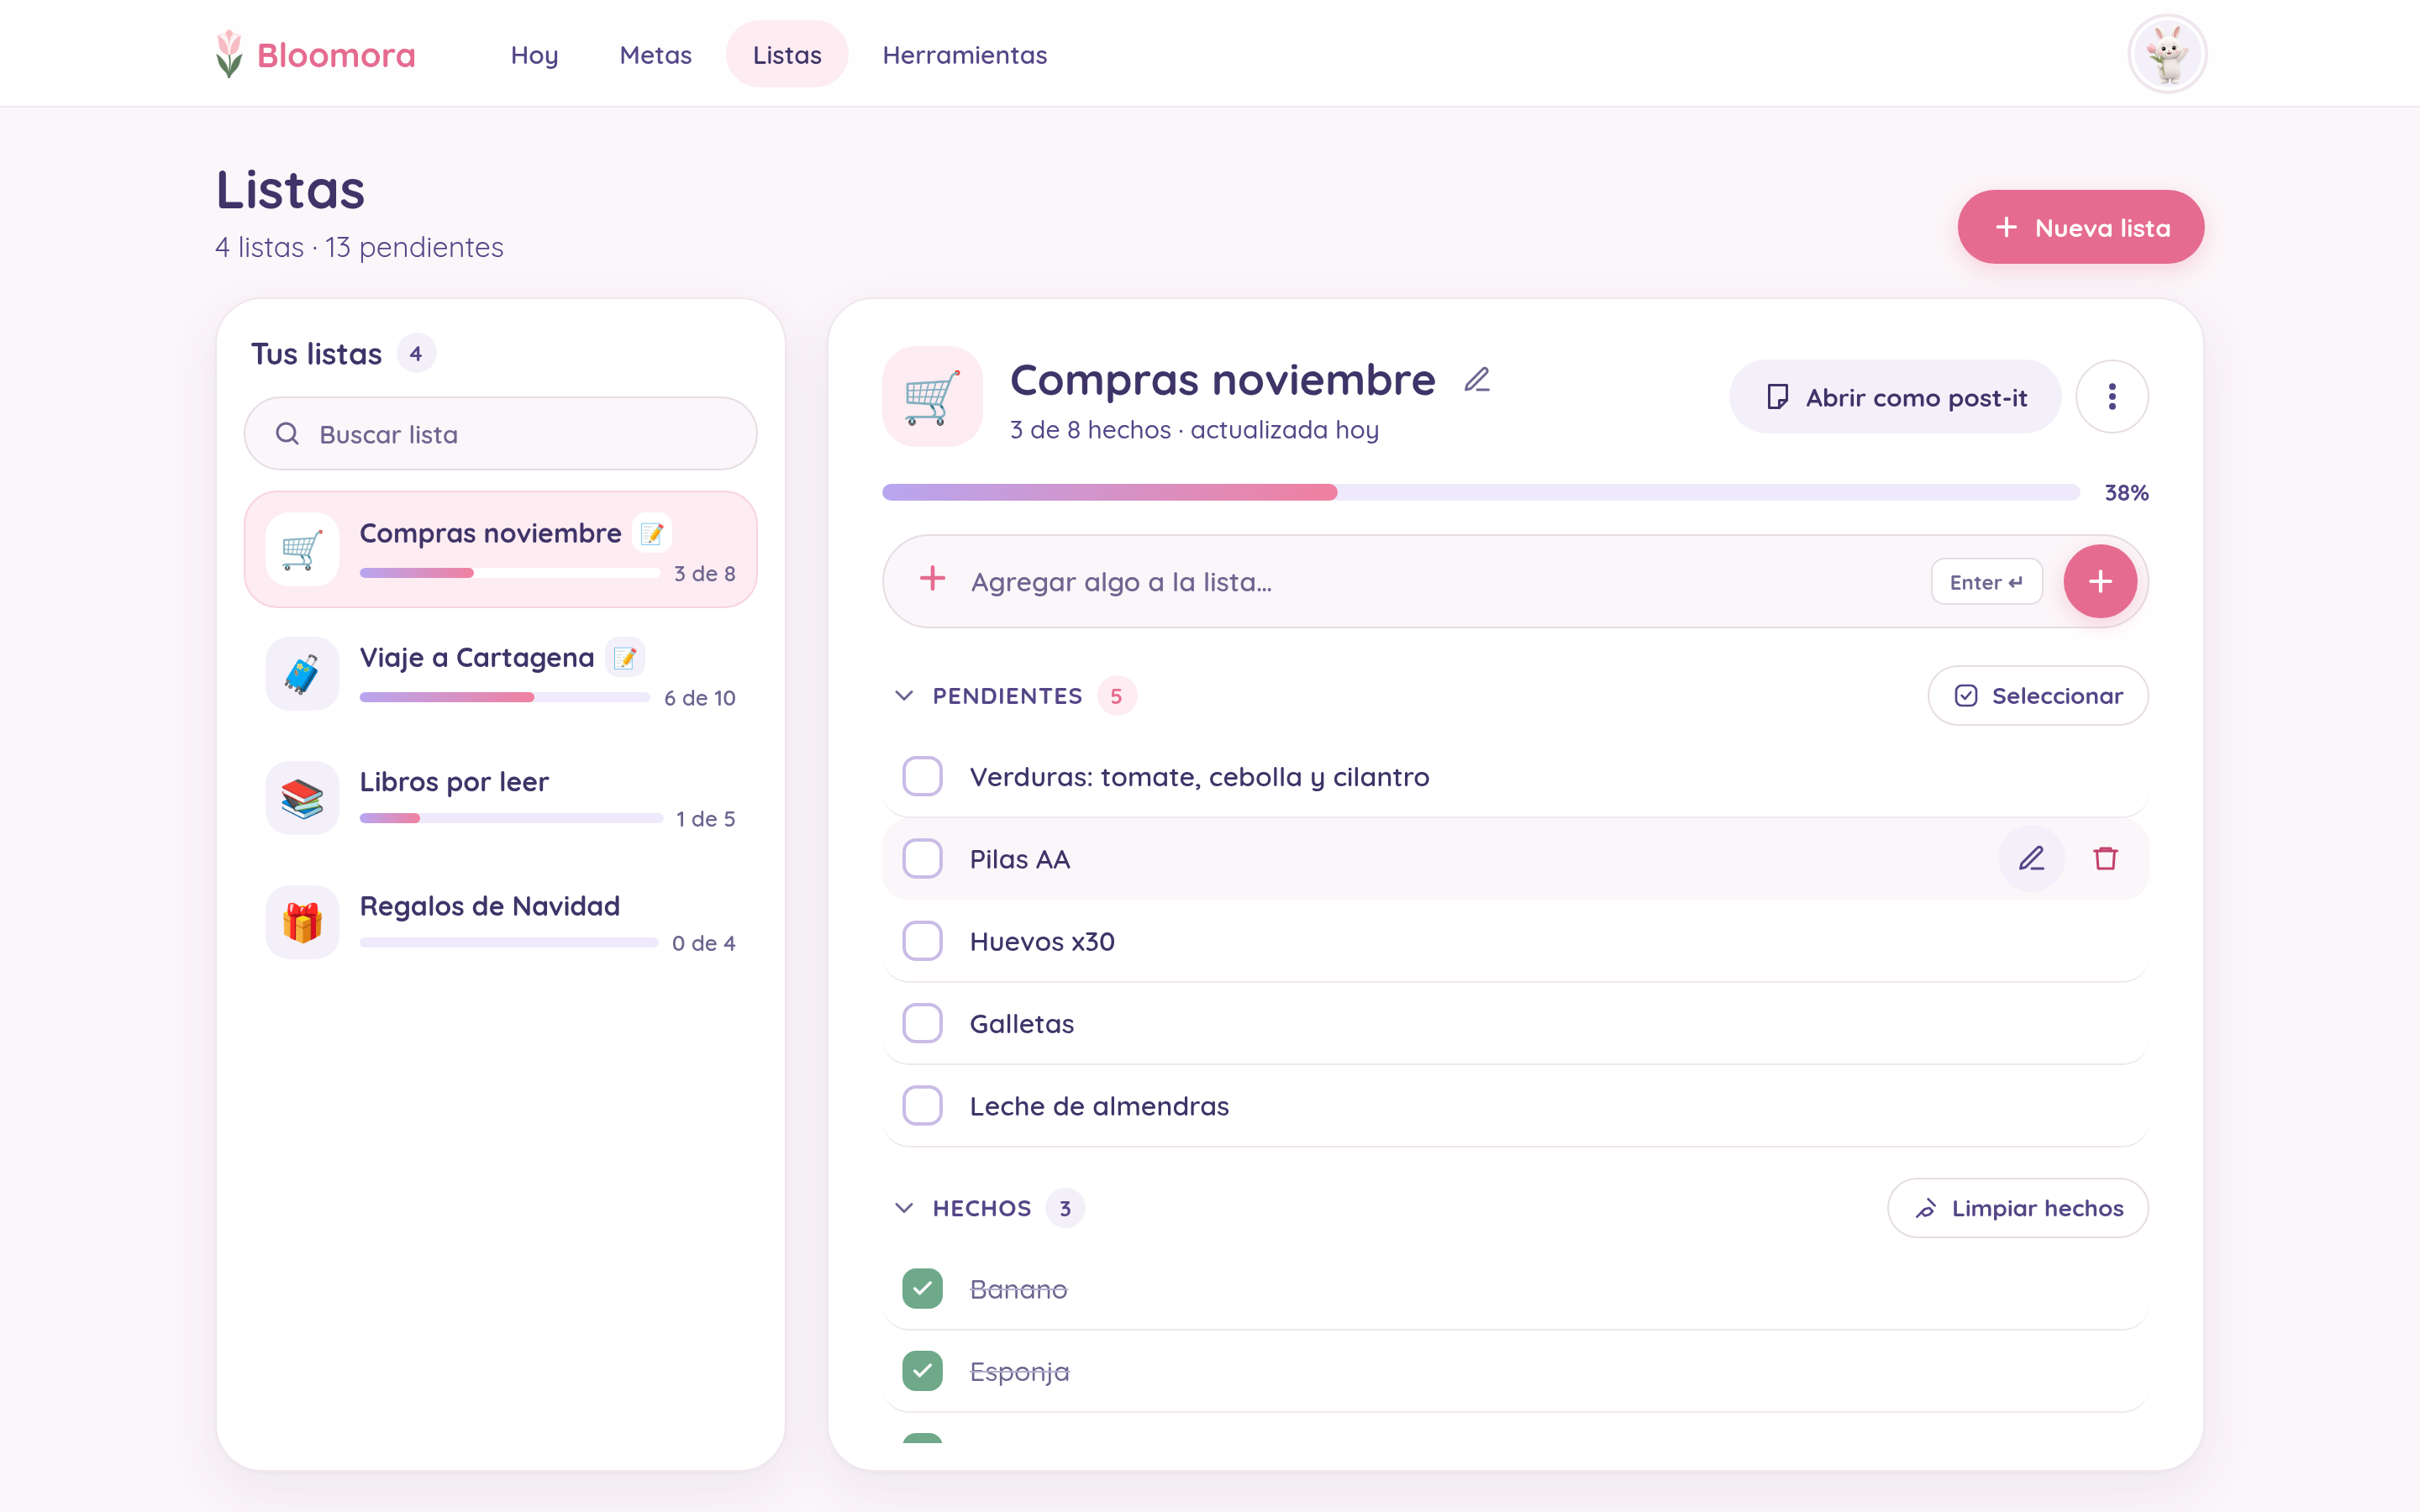 Bloomora
Hoy
Metas
Listas
Herramientas
Listas
4 listas · 13 pendientes
+ Nueva lista
Tus listas 4
Buscar lista
Compras noviembre
3 de 8
Viaje a Cartagena
6 de 10
Libros por leer
1 de 5
Regalos de Navidad
0 de 4
Compras noviembre
3 de 8 hechos · actualizada hoy
Abrir como post-it
38%
Agregar algo a la lista...
Enter ↵
PENDIENTES 5
Seleccionar
Verduras: tomate, cebolla y cilantro
Pilas AA
Huevos x30
Galletas
Leche de almendras
HECHOS 3
Limpiar hechos
Banano
Esponja